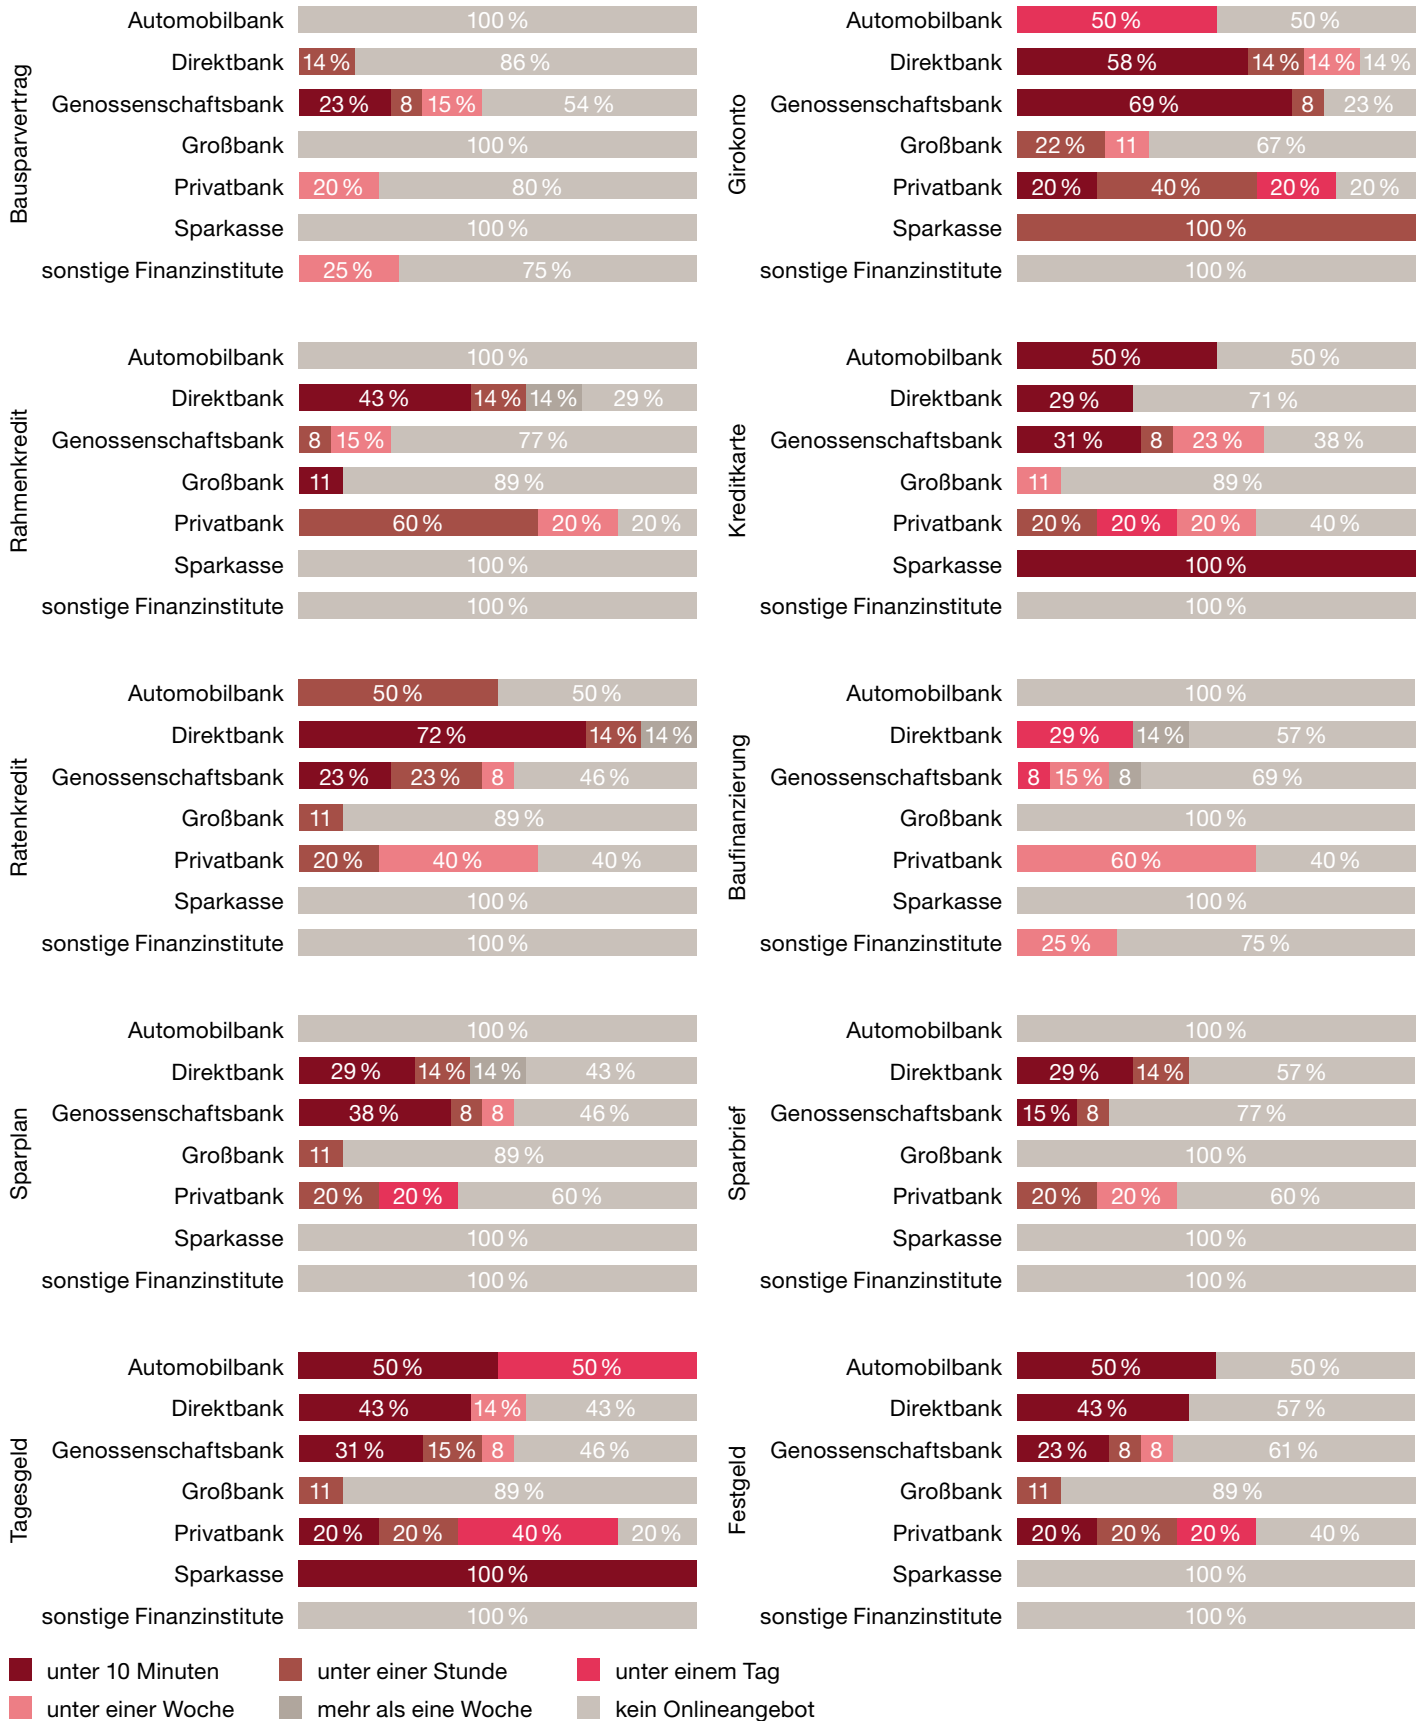 Bausparvertrag
Automobilbank 100 %
Direktbank 14 % 86 %
Genossenschaftsbank 23 % 8 15 % 54 %
Großbank 100 %
Privatbank 20 % 80 %
Sparkasse 100 %
sonstige Finanzinstitute 25 % 75 %
Girokonto
Automobilbank 50 % 50 %
Direktbank 58 % 14 % 14 % 14 %
Genossenschaftsbank 69 % 8 23 %
Großbank 22 % 11 67 %
Privatbank 20 % 40 % 20 % 20 %
Sparkasse 100 %
sonstige Finanzinstitute 100 %
Rahmenkredit
Automobilbank 100 %
Direktbank 43 % 14 % 14 % 29 %
Genossenschaftsbank 8 15 % 77 %
Großbank 11 89 %
Privatbank 60 % 20 % 20 %
Sparkasse 100 %
sonstige Finanzinstitute 100 %
Kreditkarte
Automobilbank 50 % 50 %
Direktbank 29 % 71 %
Genossenschaftsbank 31 % 8 23 % 38 %
Großbank 11 89 %
Privatbank 20 % 20 % 20 % 40 %
Sparkasse 100 %
sonstige Finanzinstitute 100 %
Ratenkredit
Automobilbank 50 % 50 %
Direktbank 72 % 14 % 14 %
Genossenschaftsbank 23 % 23 % 8 46 %
Großbank 11 89 %
Privatbank 20 % 40 % 40 %
Sparkasse 100 %
sonstige Finanzinstitute 100 %
Baufinanzierung
Automobilbank 100 %
Direktbank 29 % 14 % 57 %
Genossenschaftsbank 8 15 % 8 69 %
Großbank 100 %
Privatbank 60 % 40 %
Sparkasse 100 %
sonstige Finanzinstitute 25 % 75 %
Sparplan
Automobilbank 100 %
Direktbank 29 % 14 % 14 % 43 %
Genossenschaftsbank 38 % 8 8 46 %
Großbank 11 89 %
Privatbank 20 % 20 % 60 %
Sparkasse 100 %
sonstige Finanzinstitute 100 %
Sparbrief
Automobilbank 100 %
Direktbank 29 % 14 % 57 %
Genossenschaftsbank 15 % 8 77 %
Großbank 100 %
Privatbank 20 % 20 % 60 %
Sparkasse 100 %
sonstige Finanzinstitute 100 %
Tagesgeld
Automobilbank 50 % 50 %
Direktbank 43 % 14 % 43 %
Genossenschaftsbank 31 % 15 % 8 46 %
Großbank 11 89 %
Privatbank 20 % 20 % 40 % 20 %
Sparkasse 100 %
sonstige Finanzinstitute 100 %
Festgeld
Automobilbank 50 % 50 %
Direktbank 43 % 57 %
Genossenschaftsbank 23 % 8 8 61 %
Großbank 11 89 %
Privatbank 20 % 20 % 20 % 40 %
Sparkasse 100 %
sonstige Finanzinstitute 100 %
unter 10 Minuten unter einer Stunde unter einem Tag
unter einer Woche mehr als eine Woche kein Onlineangebot